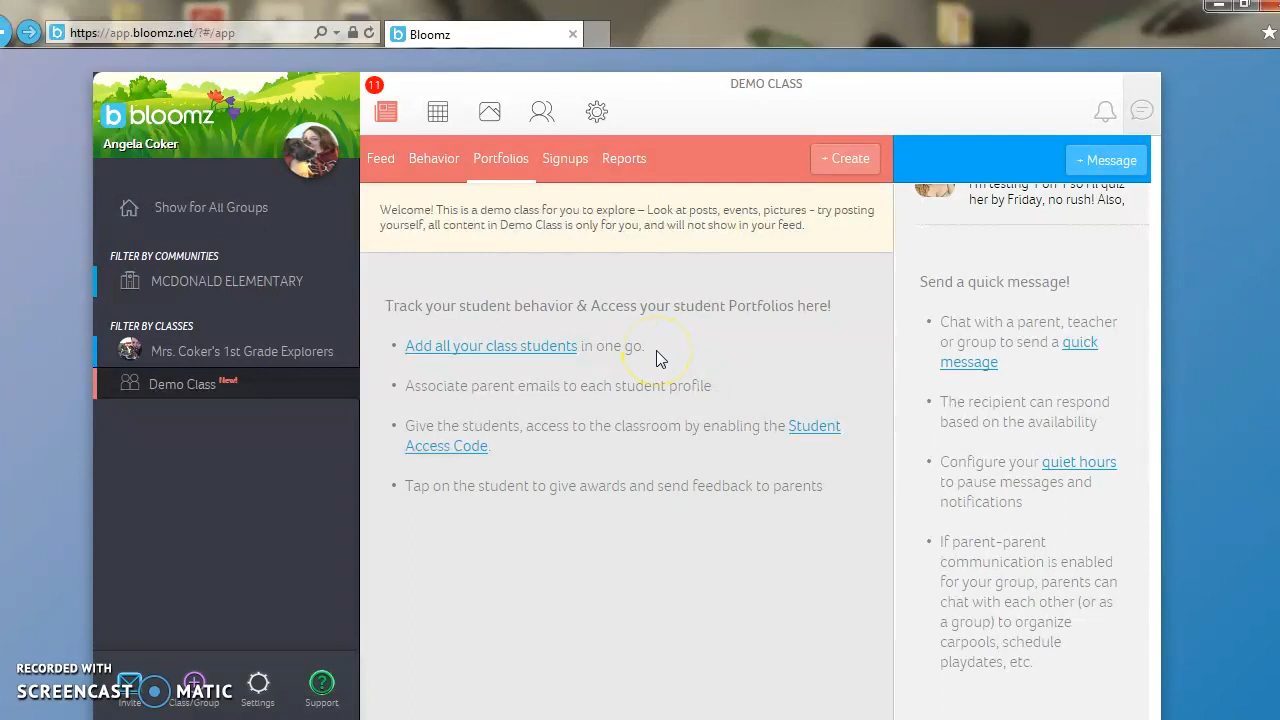 https://app.bloomz.net/?#/app
Bloomz
bloomz
Angela Coker
Show for All Groups
FILTER BY COMMUNITIES
MCDONALD ELEMENTARY
FILTER BY CLASSES
Mrs. Coker's 1st Grade Explorers
Demo Class New!
Invite
Class/Group
Settings
Support
RECORDED WITH
SCREENCAST MATIC
11
DEMO CLASS
Feed
Behavior
Portfolios
Signups
Reports
+ Create
Welcome! This is a demo class for you to explore – Look at posts, events, pictures - try posting
yourself, all content in Demo Class is only for you, and will not show in your feed.
Track your student behavior & Access your student Portfolios here!
• Add all your class students in one go.
• Associate parent emails to each student profile
• Give the students, access to the classroom by enabling the Student
Access Code.
• Tap on the student to give awards and send feedback to parents
+ Message
her by Friday, no rush! Also,
Send a quick message!
• Chat with a parent, teacher
or group to send a quick
message
• The recipient can respond
based on the availability
• Configure your quiet hours
to pause messages and
notifications
• If parent-parent
communication is enabled
for your group, parents can
chat with each other (or as
a group) to organize
carpools, schedule
playdates, etc.